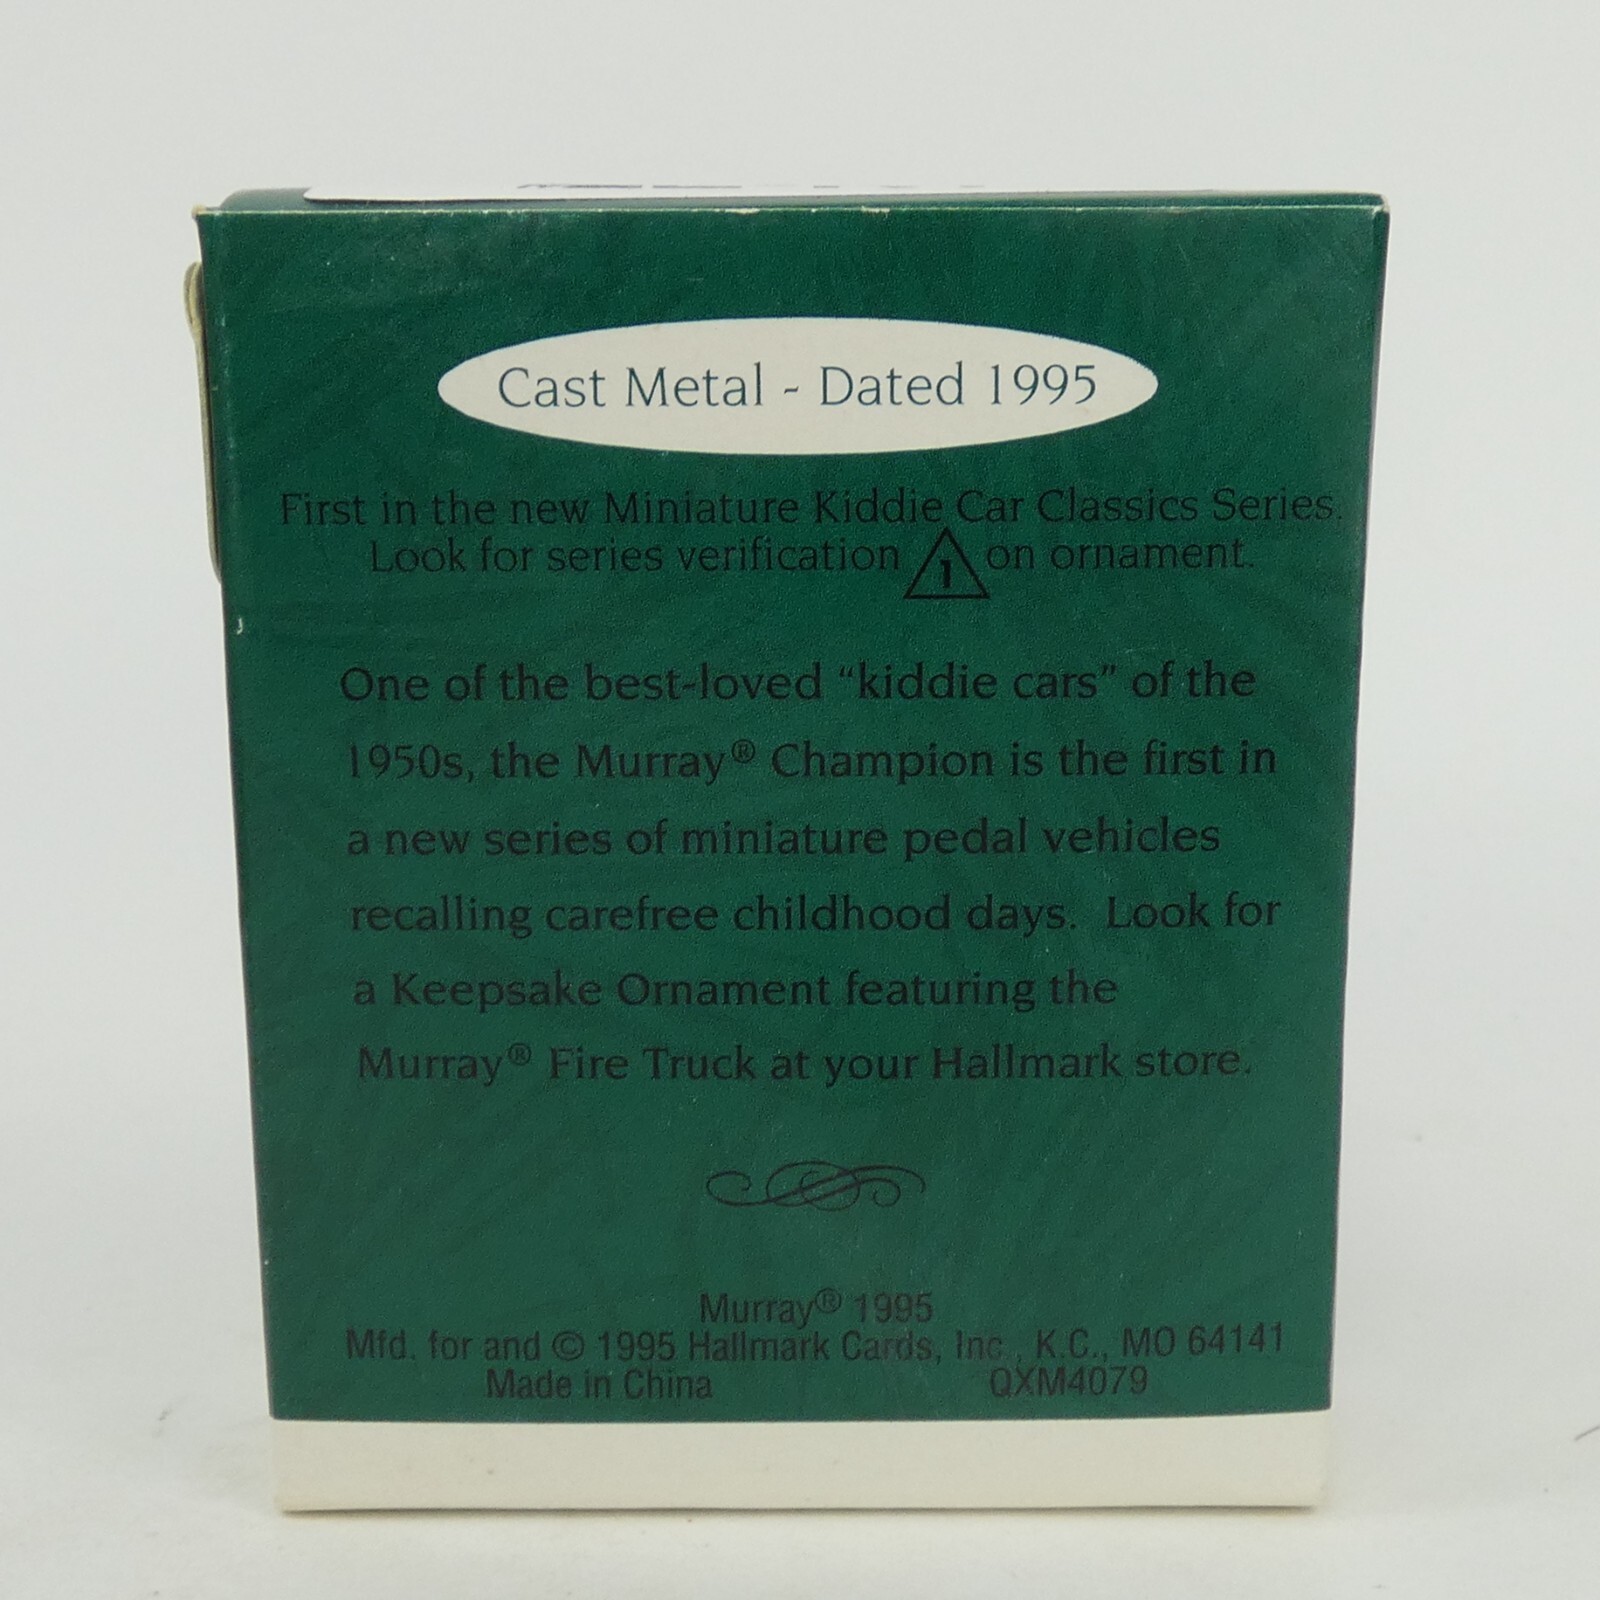 Cast Metal - Dated 1995
First in the new Miniature Kiddie Car Classics Series.
Look for series verification 1 on ornament.
One of the best-loved “kiddie cars” of the
1950s, the Murray® Champion is the first in
a new series of miniature pedal vehicles
recalling carefree childhood days. Look for
a Keepsake Ornament featuring the
Murray® Fire Truck at your Hallmark store.
Murray® 1995
Mfd. for and © 1995 Hallmark Cards, Inc., K.C., MO 64141
Made in China QXM4079